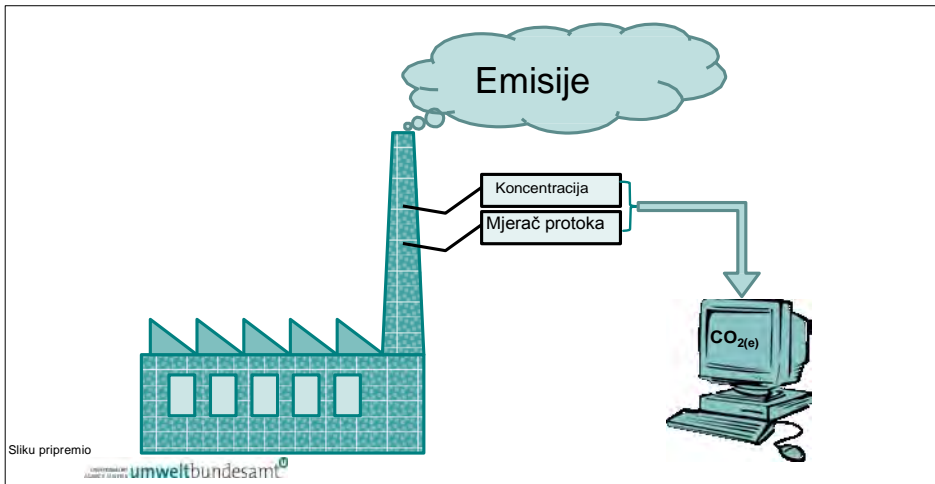 Emisije
Koncentracija
Mjerač protoka
CO2(e)
Sliku pripremio
umweltbundesamt